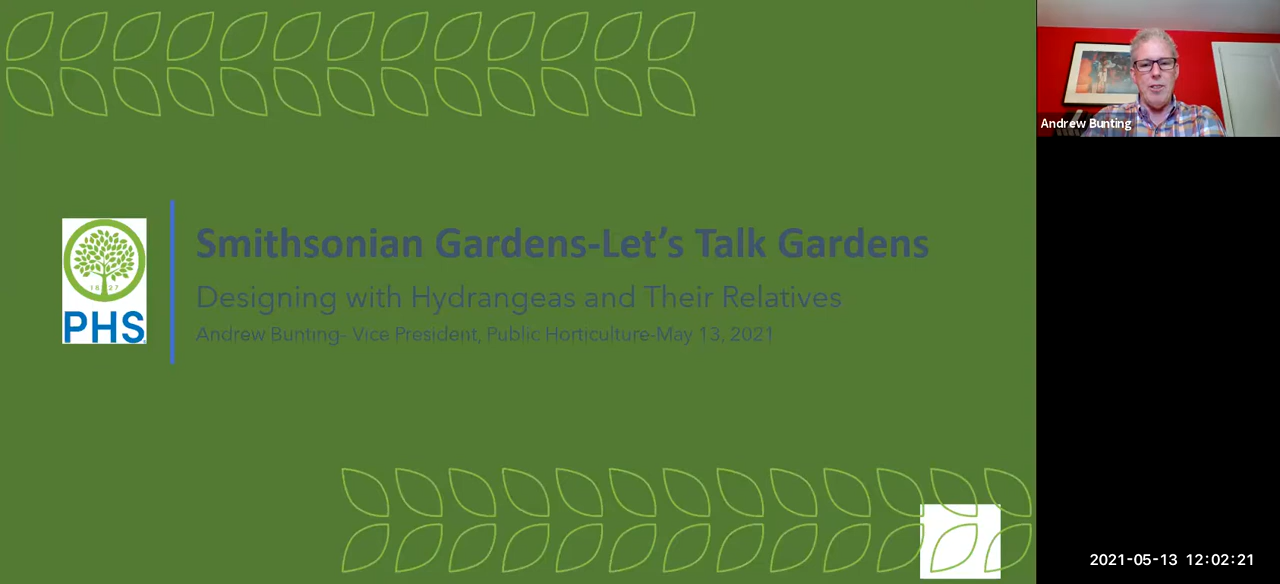 Smithsonian Gardens-Let's Talk Gardens
Designing with Hydrangeas and Their Relatives
Andrew Bunting- Vice President, Public Horticulture-May 13, 2021
1827
PHS
Andrew Bunting
2021-05-13 12:02:21